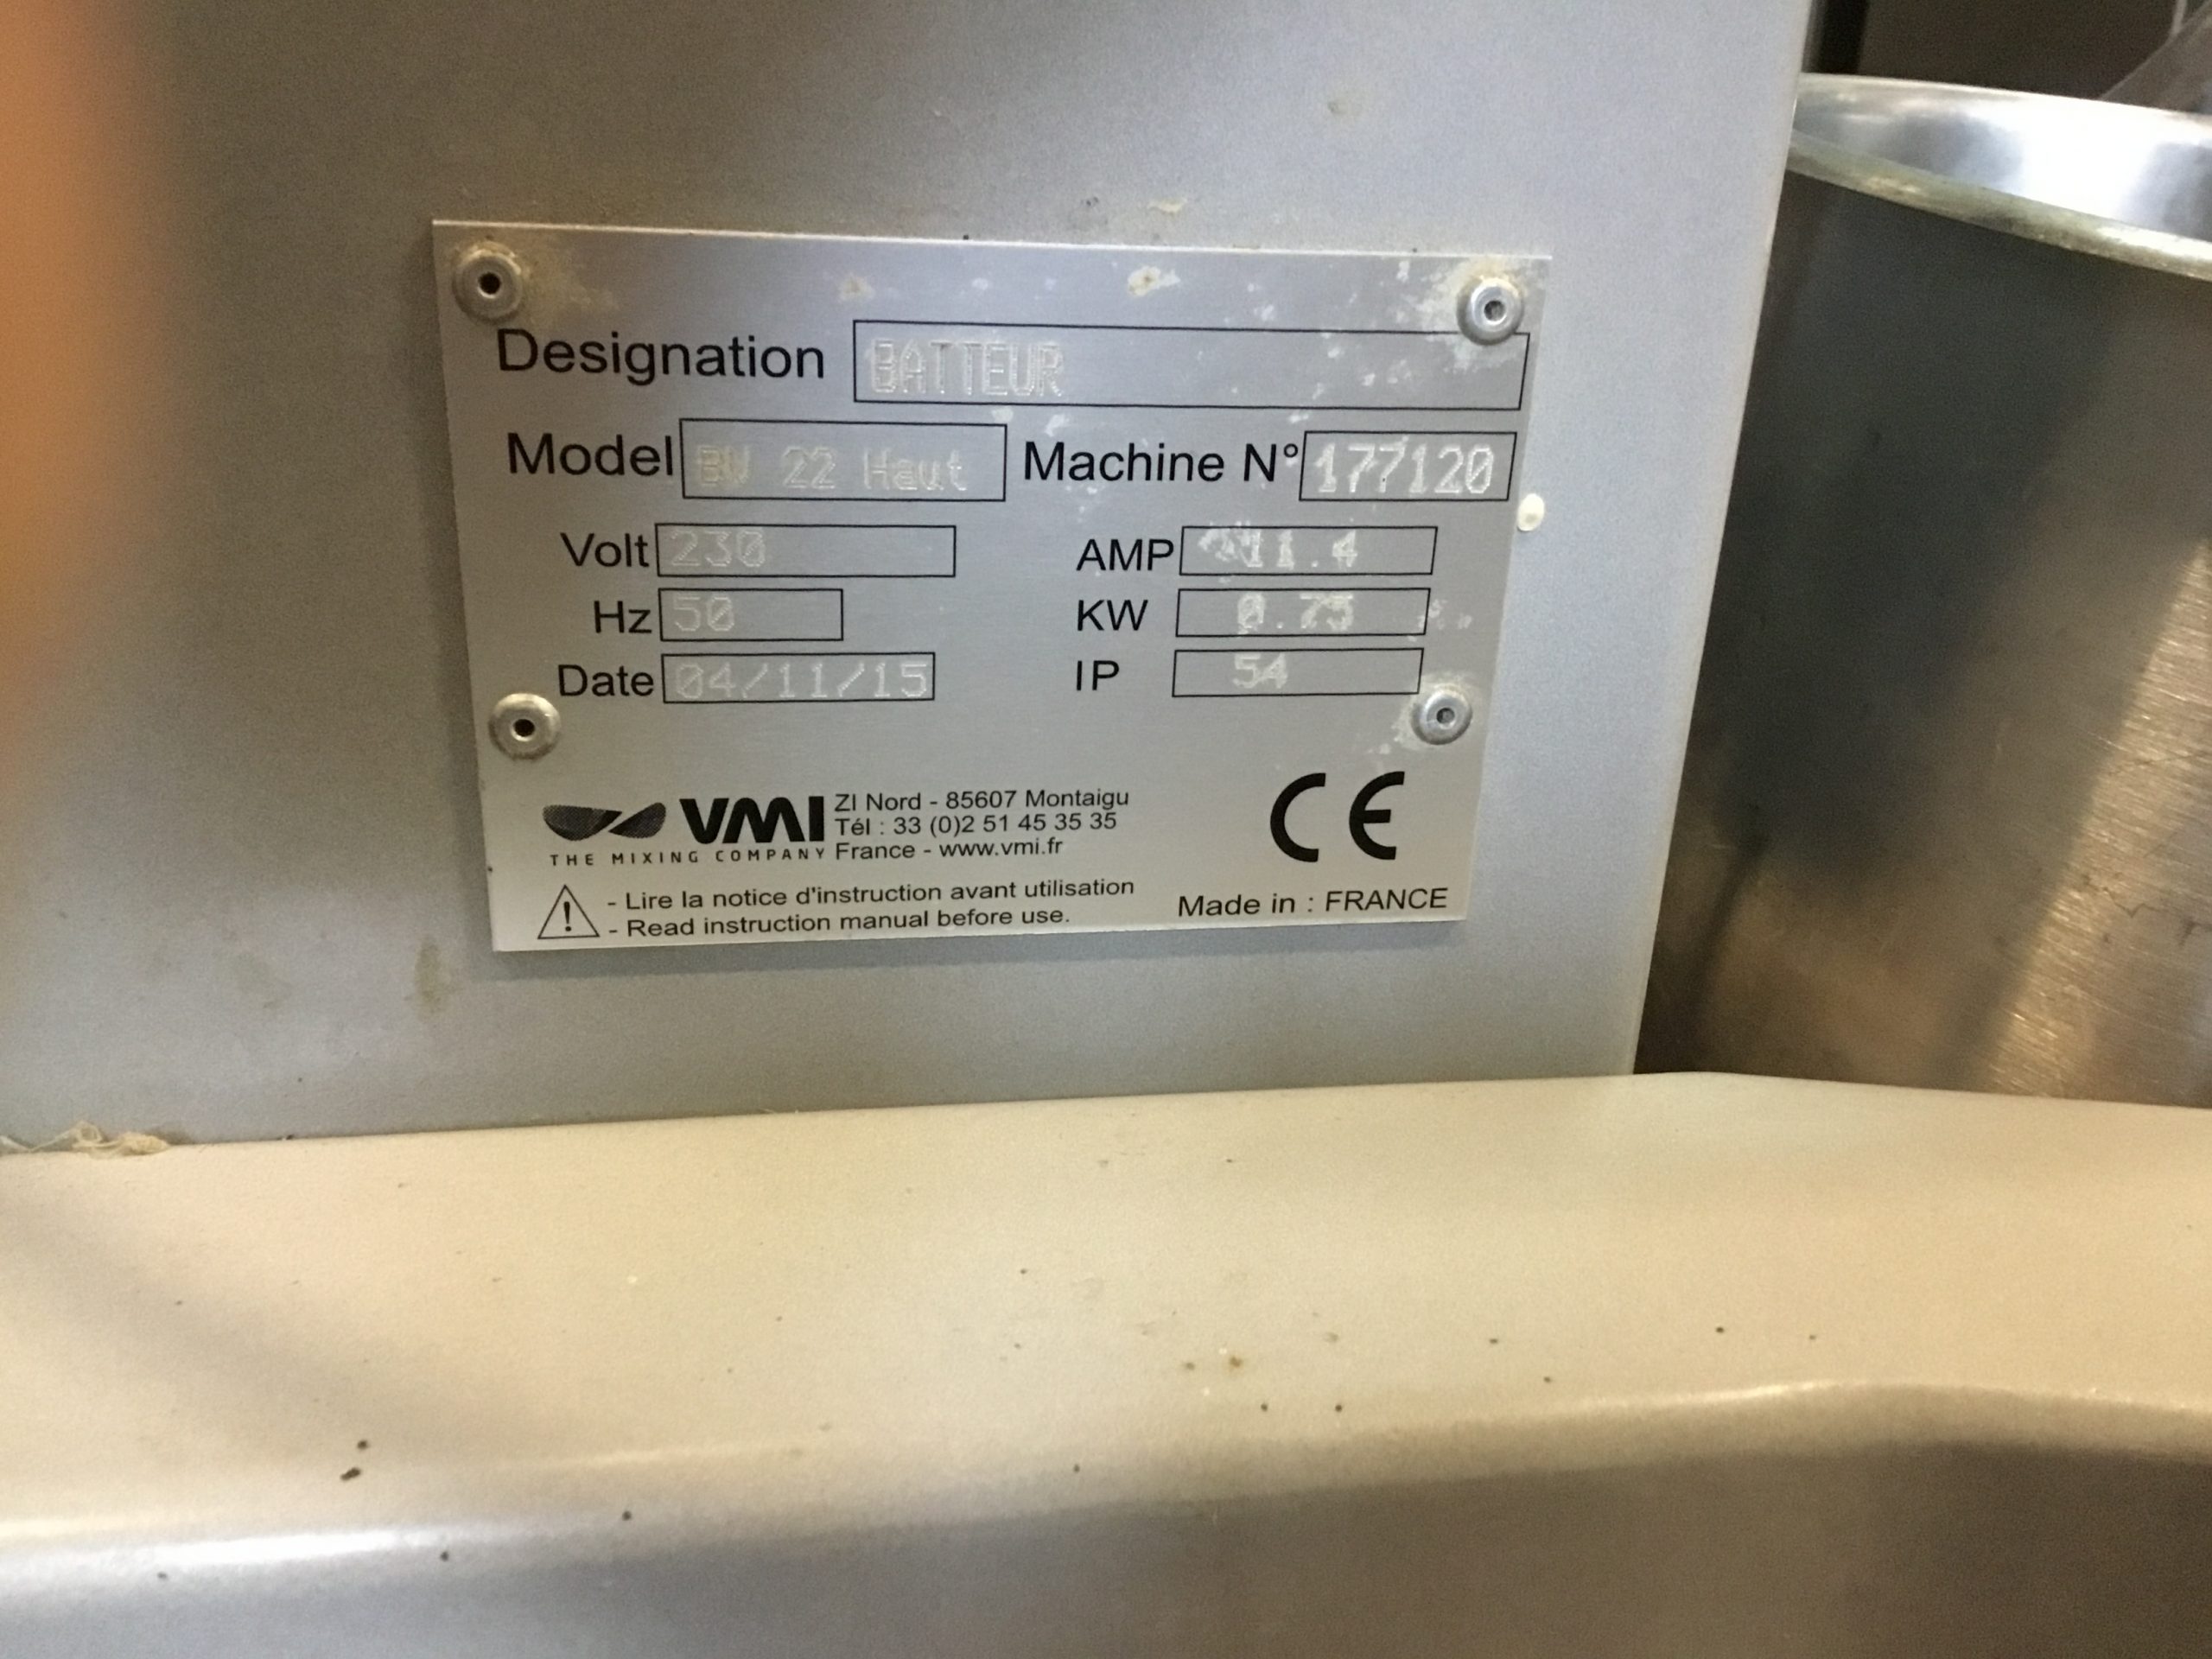 Designation BATTEUR
Model BW 22 Haut Machine N° 177120
Volt 230 AMP 11.4
Hz 50 KW 0.75
Date 04/11/15 IP 54
VMI
THE MIXING COMPANY
ZI Nord - 85607 Montaigu
Tél : 33 (0)2 51 45 35 35
France - www.vmi.fr
CE
- Lire la notice d'instruction avant utilisation
- Read instruction manual before use.
Made in : FRANCE